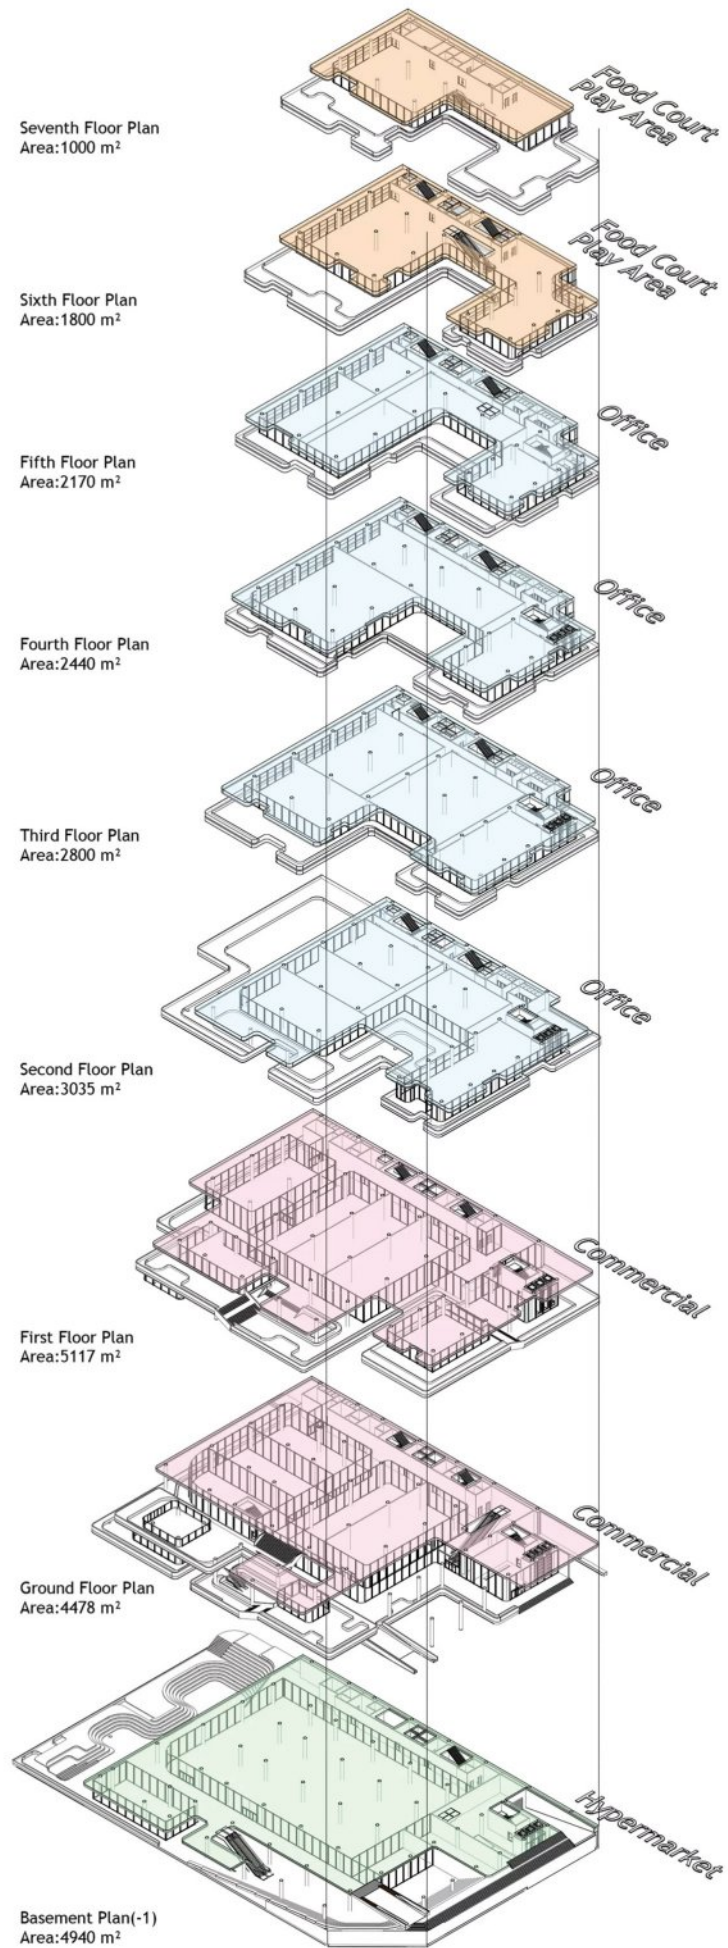 Food Court
Play Area
Seventh Floor Plan
Area:1000 m²
Food Court
Play Area
Sixth Floor Plan
Area:1800 m²
Office
Fifth Floor Plan
Area:2170 m²
Office
Fourth Floor Plan
Area:2440 m²
Office
Third Floor Plan
Area:2800 m²
Office
Second Floor Plan
Area:3035 m²
Commercial
First Floor Plan
Area:5117 m²
Commercial
Ground Floor Plan
Area:4478 m²
Hypermarket
Basement Plan(-1)
Area:4940 m²